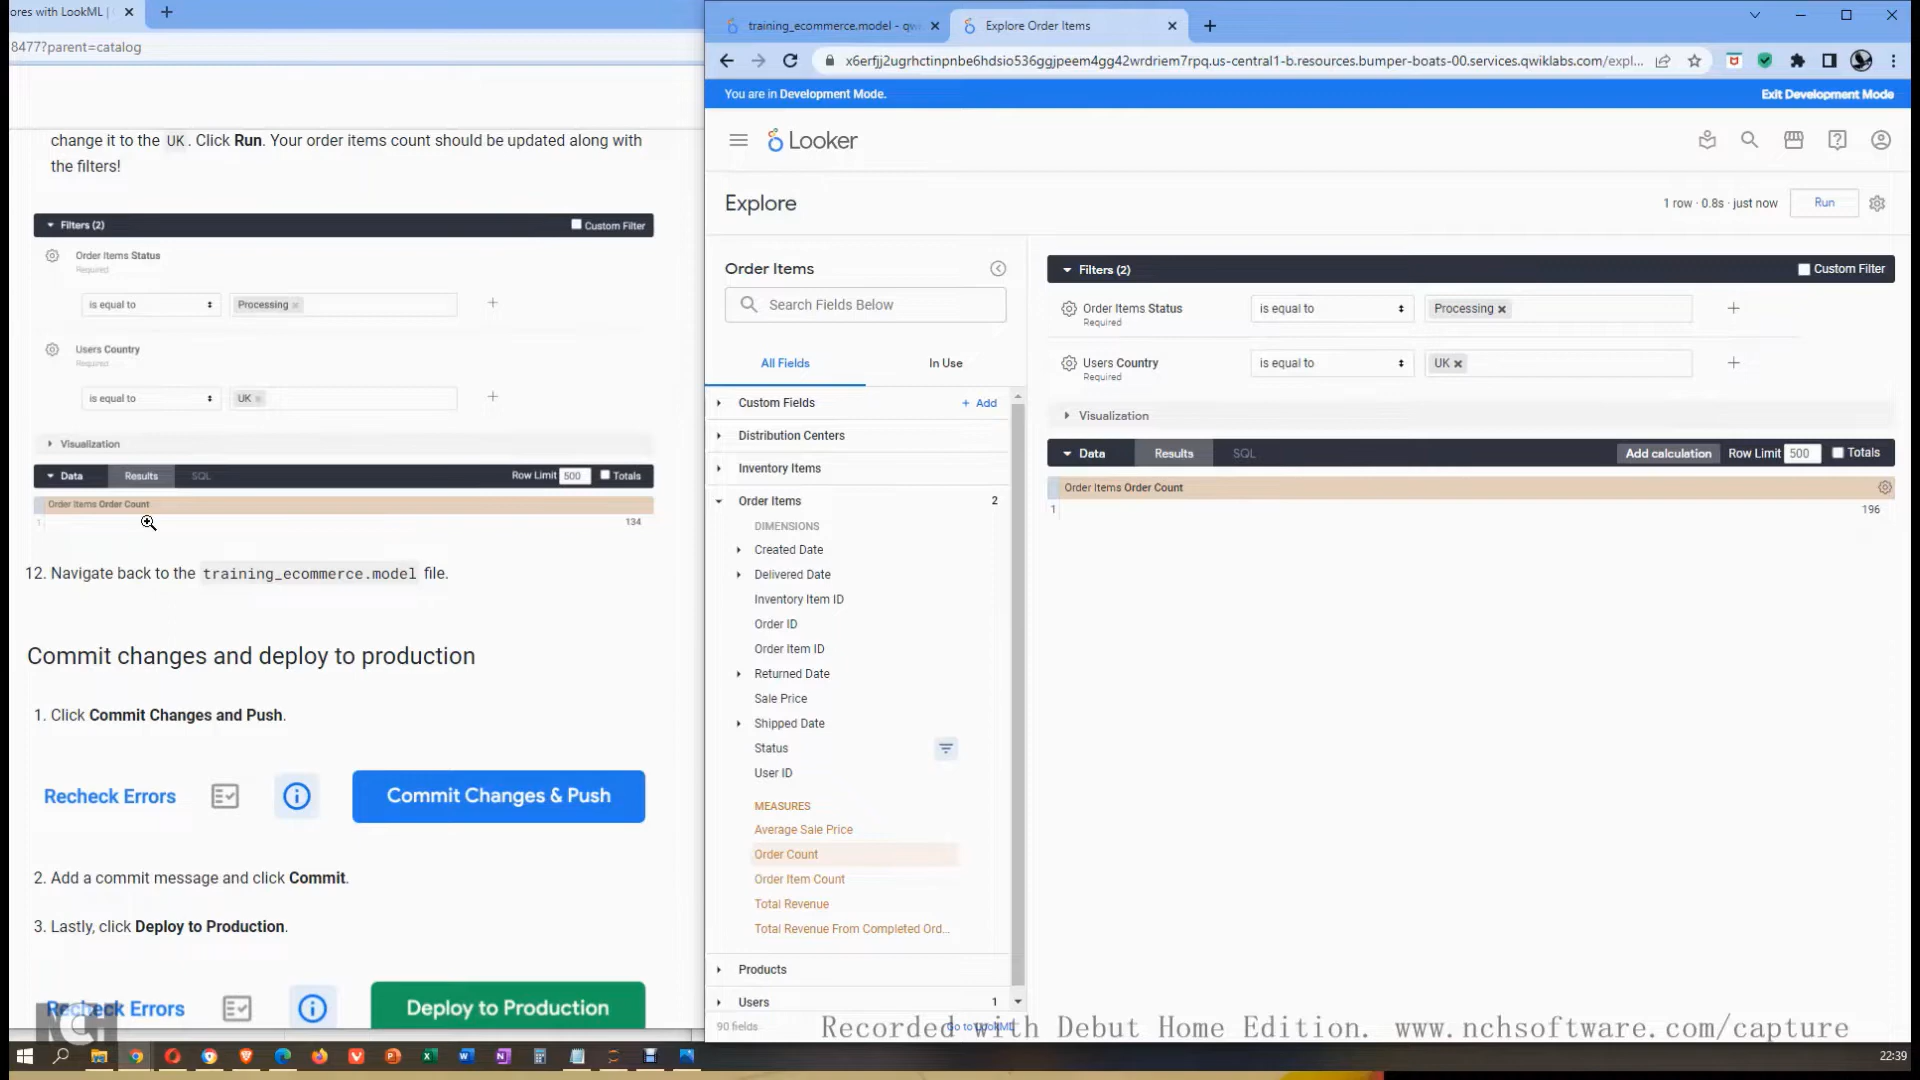 ores with LookML |
8477?parent=catalog
change it to the UK. Click Run. Your order items count should be updated along with
the filters!
Filters (2)
Custom Filter
Order Items Status
Required
is equal to
Processing
Users Country
Required
is equal to
UK
Visualization
Data
Results
SQL
Row Limit 500
Totals
Order Items Order Count
1
134
12. Navigate back to the training_ecommerce.model file.
Commit changes and deploy to production
1. Click Commit Changes and Push.
Recheck Errors
Commit Changes & Push
2. Add a commit message and click Commit.
3. Lastly, click Deploy to Production.
Recheck Errors
Deploy to Production
NCH
training_ecommerce.model - qwi
Explore Order Items
x6erfjj2ugrhctinpnbe6hdsio536ggjpeem4gg42wrdriem7rpq.us-central1-b.resources.bumper-boats-00.services.qwiklabs.com/expl...
You are in Development Mode.
Exit Development Mode
Looker
Explore
1 row · 0.8s · just now
Run
Order Items
Search Fields Below
All Fields
In Use
Custom Fields
+ Add
Distribution Centers
Inventory Items
Order Items
2
DIMENSIONS
Created Date
Delivered Date
Inventory Item ID
Order ID
Order Item ID
Returned Date
Sale Price
Shipped Date
Status
User ID
MEASURES
Average Sale Price
Order Count
Order Item Count
Total Revenue
Total Revenue From Completed Ord...
Products
Users
1
90 fields
Go to LookML
Filters (2)
Custom Filter
Order Items Status
Required
is equal to
Processing
Users Country
Required
is equal to
UK
Visualization
Data
Results
SQL
Add calculation
Row Limit 500
Totals
Order Items Order Count
1
196
Recorded with Debut Home Edition. www.nchsoftware.com/capture
22:39